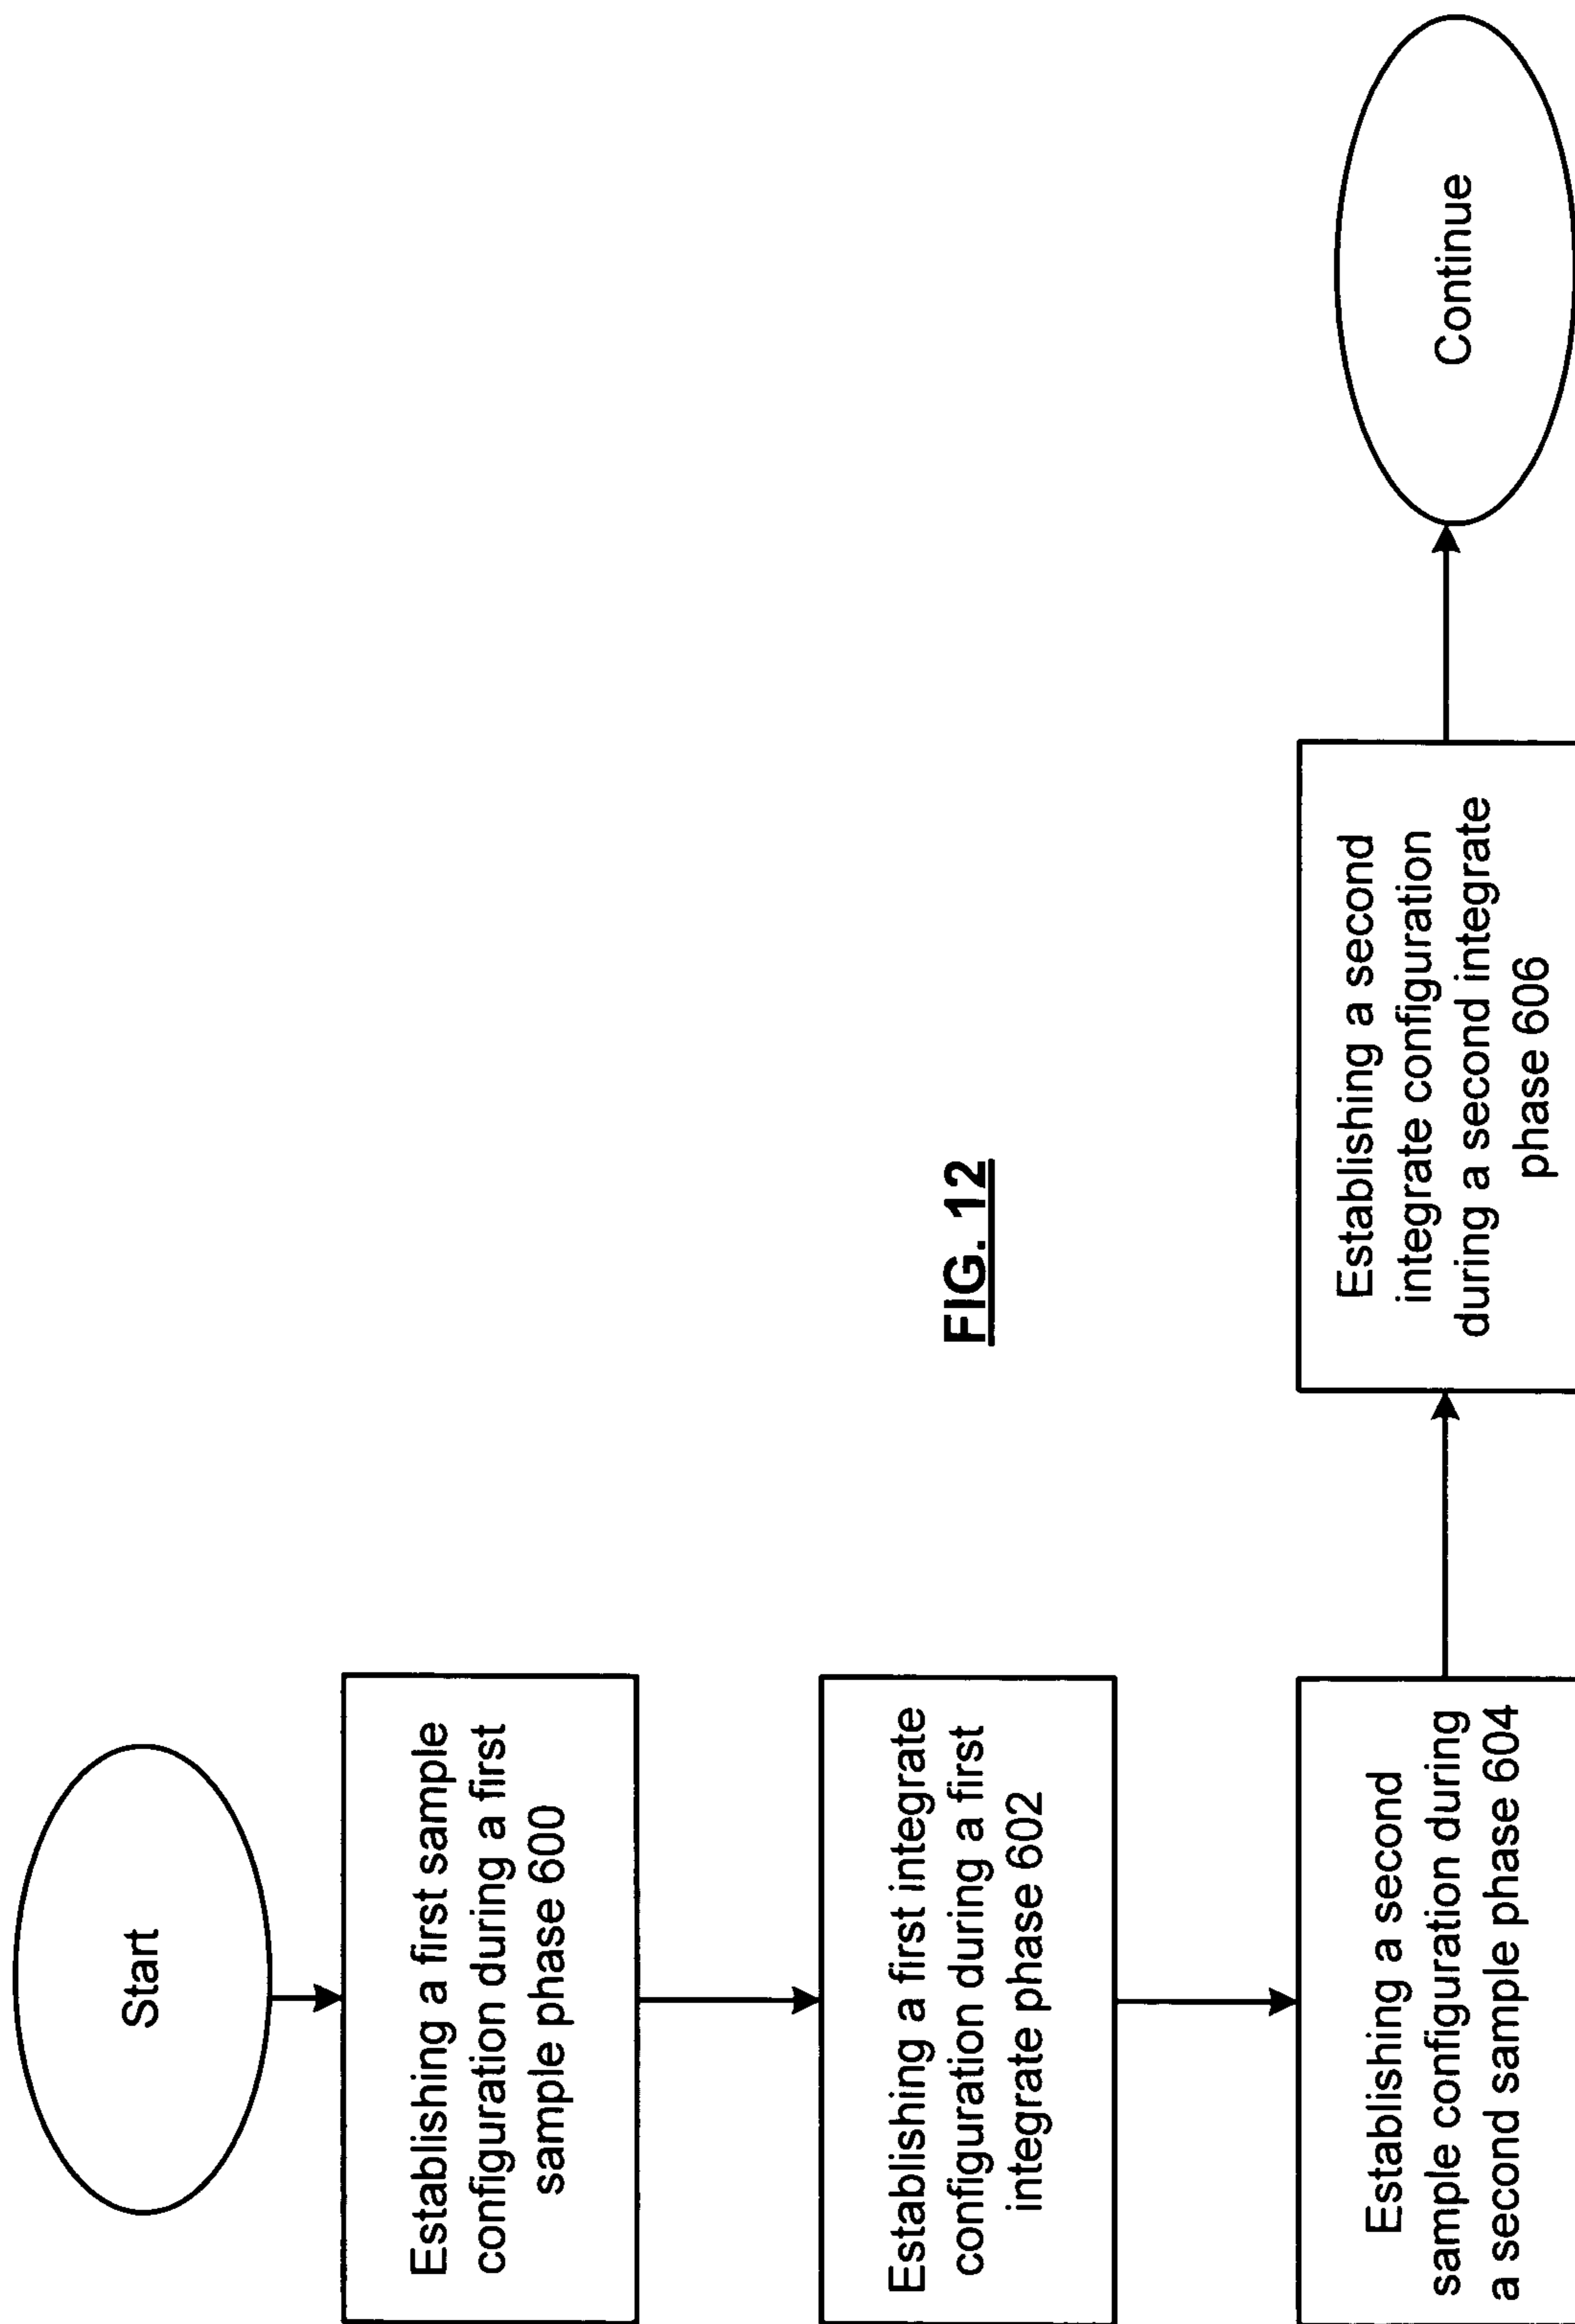 Start
Establishing a first sample
configuration during a first
sample phase 600
Establishing a first integrate
configuration during a first
integrate phase 602
Establishing a second
sample configuration during
a second sample phase 604
Establishing a second
integrate configuration
during a second integrate
phase 606
Continue
FIG. 12